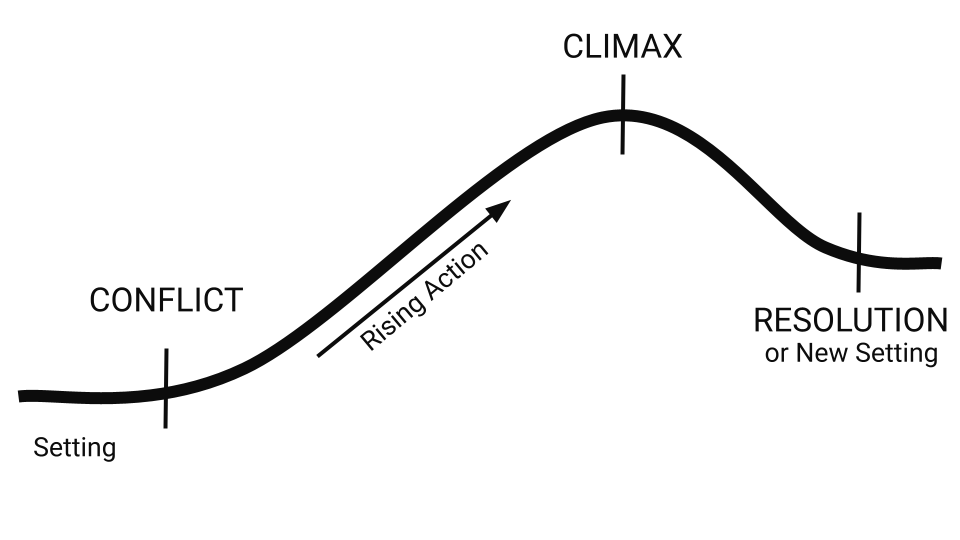 CLIMAX
Rising Action
CONFLICT
RESOLUTION
or New Setting
Setting